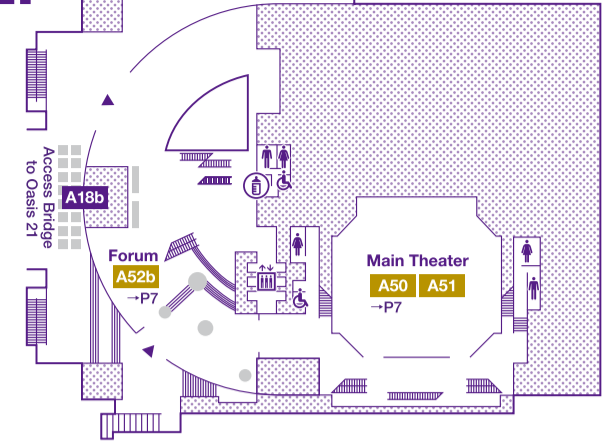 Access Bridge
to Oasis 21
A18b
Forum
A52b
→P7
Main Theater
A50 A51
→P7